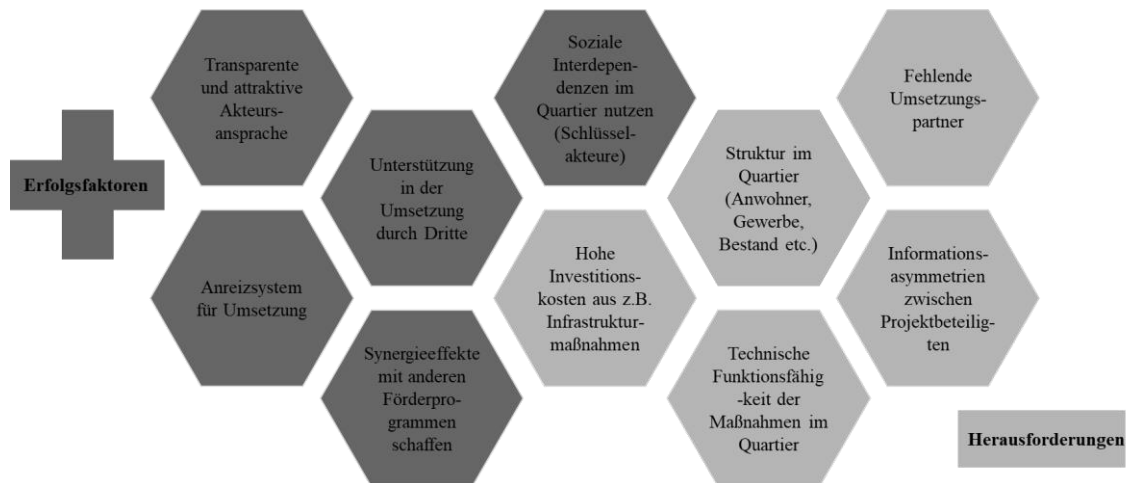 Erfolgsfaktoren
Transparente
und attraktive
Akteurs-
ansprache
Anreizsystem
für Umsetzung
Unterstützung
in der
Umsetzung
durch Dritte
Synergieeffekte
mit anderen
Förderpro-
grammen
schaffen
Soziale
Interdepen-
denzen im
Quartier nutzen
(Schlüssel-
akteure)
Hohe
Investitions-
kosten aus z.B.
Infrastruktur-
maßnahmen
Struktur im
Quartier
(Anwohner,
Gewerbe,
Bestand etc.)
Technische
Funktionsfähig
-keit der
Maßnahmen im
Quartier
Fehlende
Umsetzungs-
partner
Informations-
asymmetrien
zwischen
Projektbeteilig-
ten
Herausforderungen